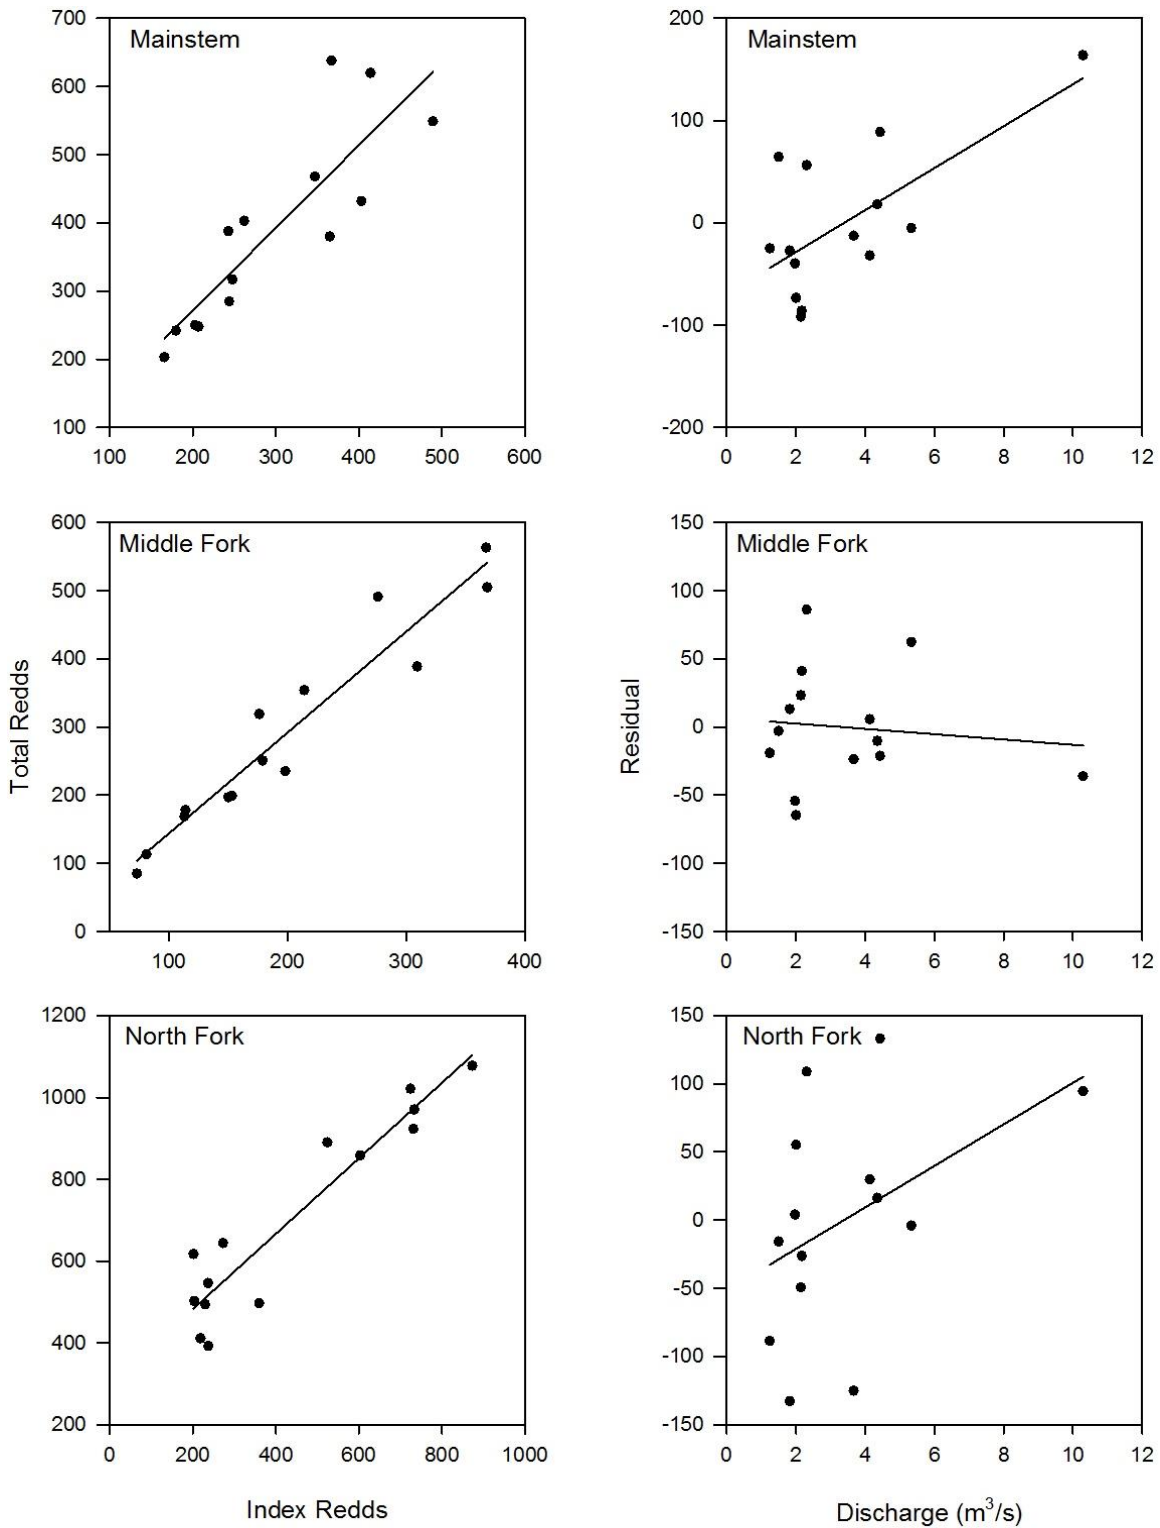 700
600
500
400
300
200
100
100 200 300 400 500 600
Mainstem
200
100
0
-100
-200
0 2 4 6 8 10 12
Mainstem
600
500
400
300
200
100
0
100 200 300 400
Middle Fork
Total Redds
150
100
50
0
-50
-100
-150
0 2 4 6 8 10 12
Middle Fork
Residual
1200
1000
800
600
400
200
0 200 400 600 800 1000
North Fork
Index Redds
150
100
50
0
-50
-100
-150
0 2 4 6 8 10 12
North Fork
Discharge (m³/s)